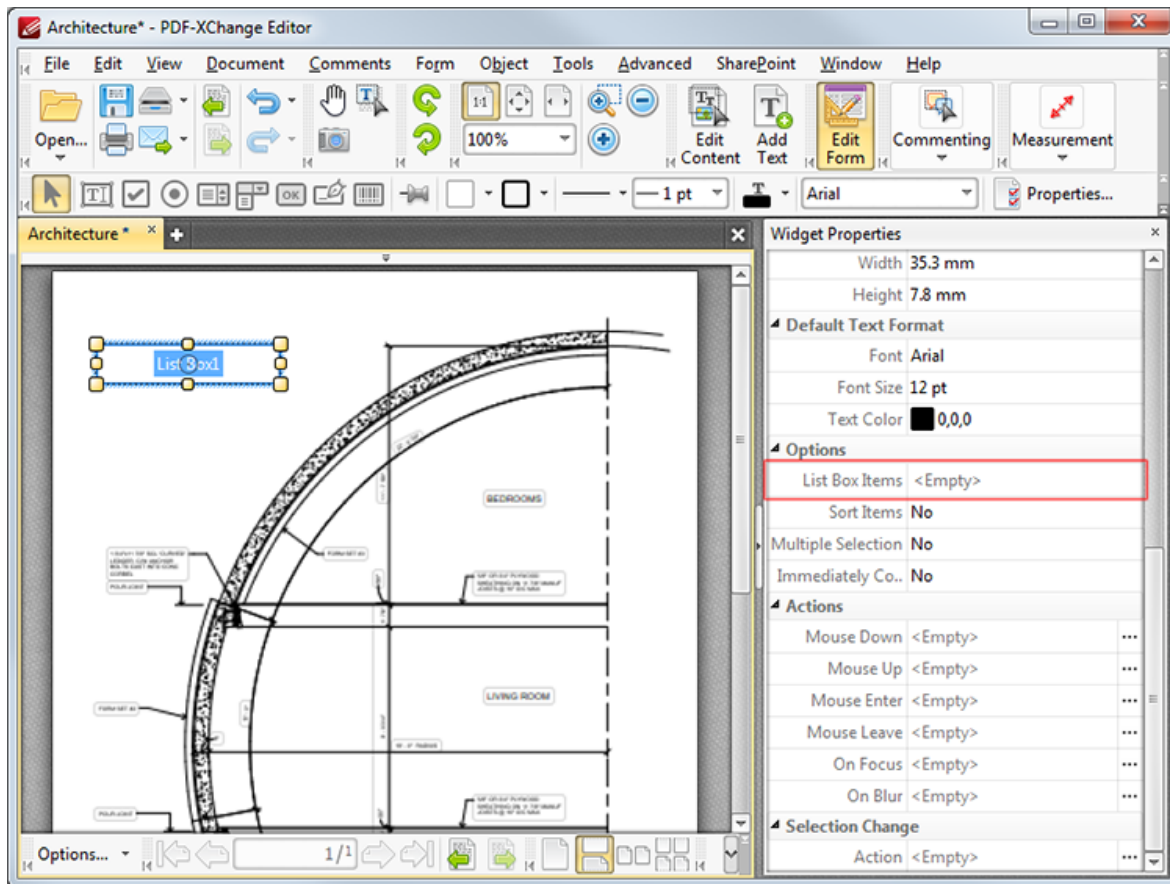 Architecture* - PDF-XChange Editor
File Edit View Document Comments Form Object Tools Advanced SharePoint Window Help
Open... 1:1 100% Edit Content Add Text Edit Form Commenting Measurement
OK 1 pt T Arial Properties...
Architecture * ×
Widget Properties ×
Width 35.3 mm
Height 7.8 mm
Default Text Format
Font Arial
Font Size 12 pt
Text Color 0,0,0
Options
List Box Items <Empty>
Sort Items No
Multiple Selection No
Immediately Co.. No
Actions
Mouse Down <Empty> ...
Mouse Up <Empty> ...
Mouse Enter <Empty> ...
Mouse Leave <Empty> ...
On Focus <Empty> ...
On Blur <Empty> ...
Selection Change
Action <Empty> ...
List Box1
BEDROOMS
LIVING ROOM
Options... 1/1